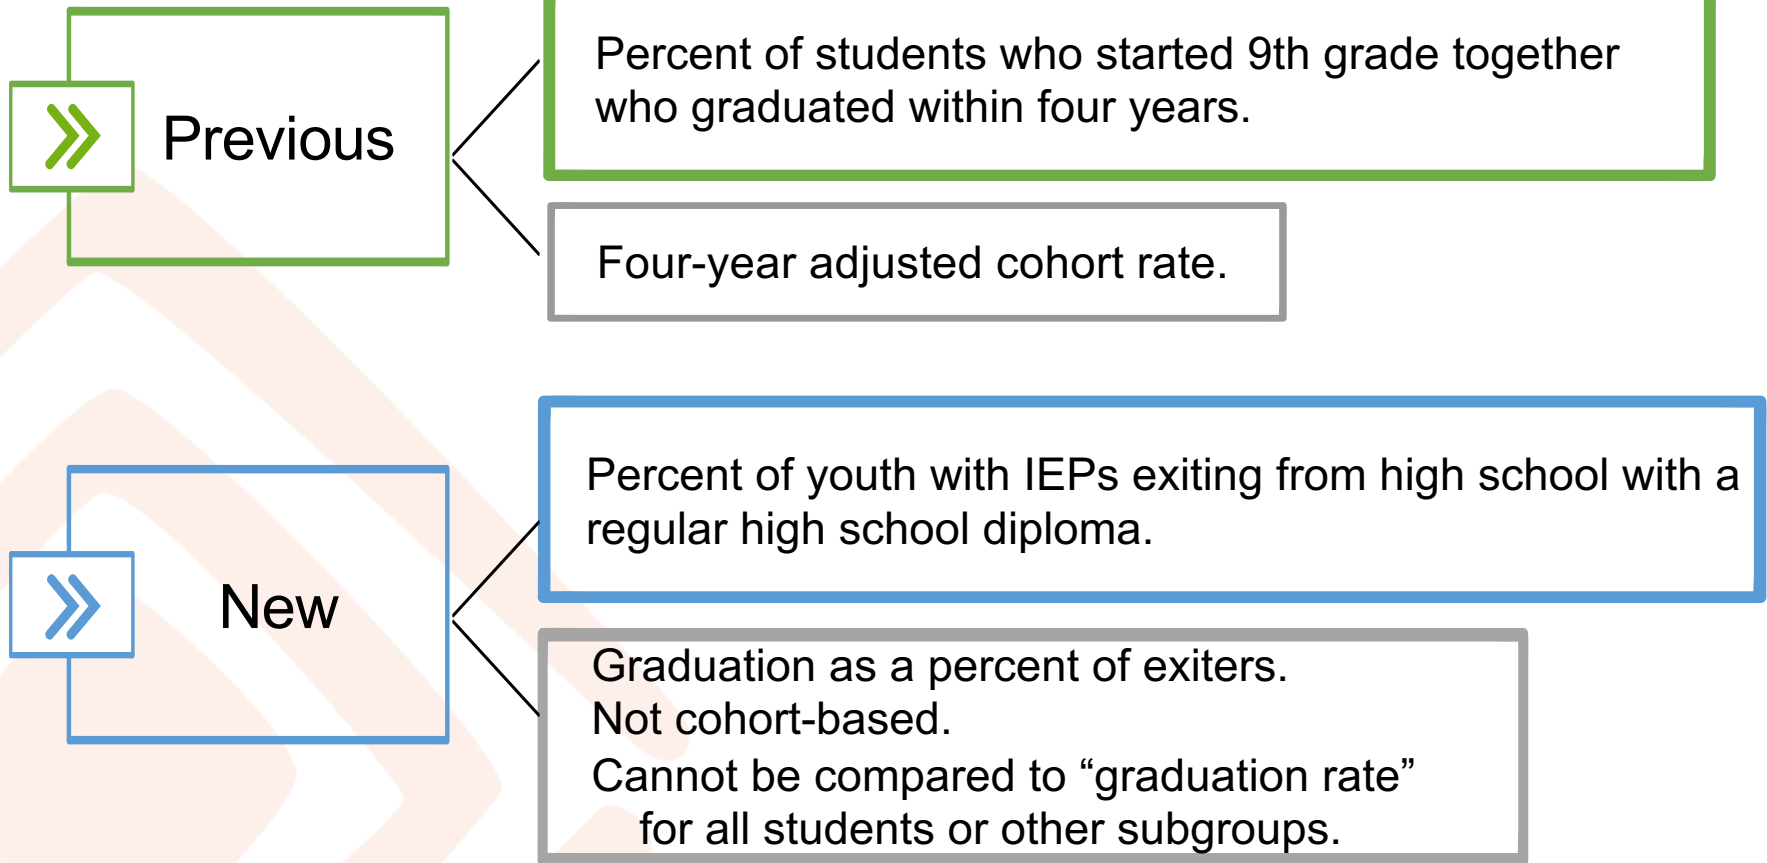 Previous
Percent of students who started 9th grade together
who graduated within four years.
Four-year adjusted cohort rate.
New
Percent of youth with IEPs exiting from high school with a
regular high school diploma.
Graduation as a percent of exiters.
Not cohort-based.
Cannot be compared to “graduation rate”
for all students or other subgroups.